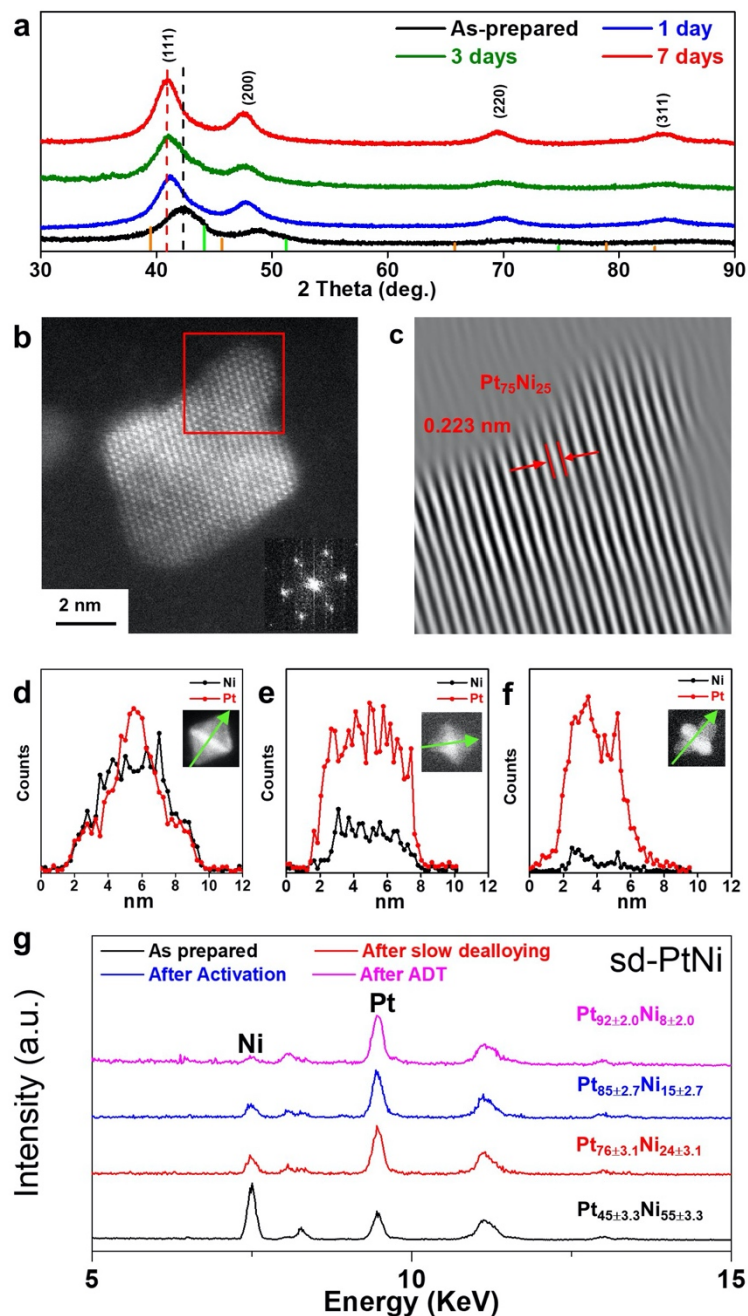 a
As-prepared 1 day
3 days 7 days
(111)
(200)
(220)
(311)
30 40 50 60 70 80 90
2 Theta (deg.)
b
2 nm
c
Pt₇₅Ni₂₅
0.223 nm
d
Ni
Pt
Counts
0 2 4 6 8 10 12
nm
e
Ni
Pt
Counts
0 2 4 6 8 10 12
nm
f
Ni
Pt
Counts
0 2 4 6 8 10 12
nm
g
As prepared After slow dealloying
After Activation After ADT
sd-PtNi
Ni
Pt
Pt₉₂±₂.₀Ni₈±₂.₀
Pt₈₅±₂.₇Ni₁₅±₂.₇
Pt₇₆±₃.₁Ni₂₄±₃.₁
Pt₄₅±₃.₃Ni₅₅±₃.₃
Intensity (a.u.)
5 10 15
Energy (KeV)